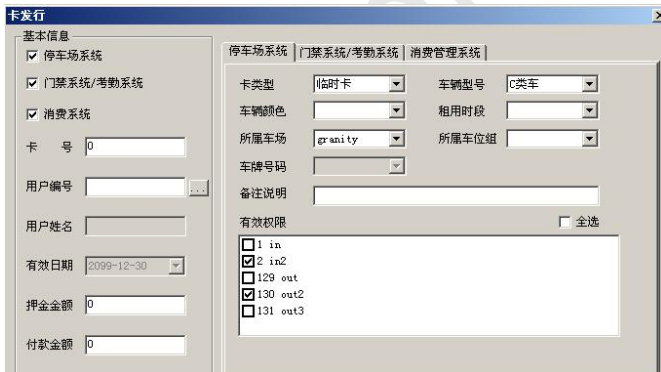 卡发行
基本信息
停车场系统
门禁系统/考勤系统
消费系统
卡 号 0
用户编号 ...
用户姓名
有效日期 2099-12-30
押金金额 0
付款金额 0
停车场系统 门禁系统/考勤系统 消费管理系统
卡类型 临时卡 车辆型号 C类车
车辆颜色 租用时段
所属车场 granity 所属车位组
车牌号码
备注说明
有效权限 全选
1 in
2 in2
129 out
130 out2
131 out3